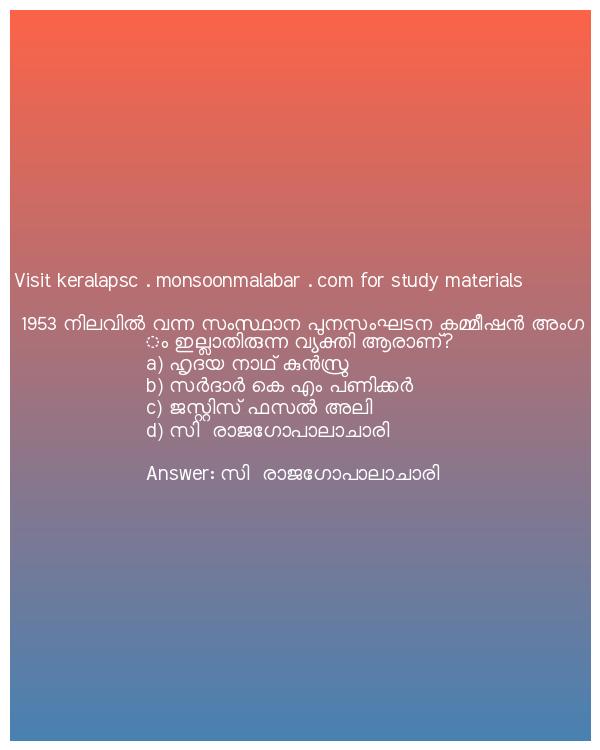 Visit keralapsc . monsoonmalabar . com for study materials
1953 നിലവിൽ വന്ന സംസ്ഥാന പുനസംഘടന കമ്മീഷൻ അംഗ
ം ഇല്ലാതിരുന്ന വ്യക്തി ആരാണ്?
a) ഹൃദയ നാഥ് കുൻസ്രു
b) സർദാർ കെ എം പണിക്കർ
c) ജസ്റ്റിസ് ഫസൽ അലി
d) സി  രാജഗോപാലാചാരി
Answer: സി  രാജഗോപാലാചാരി